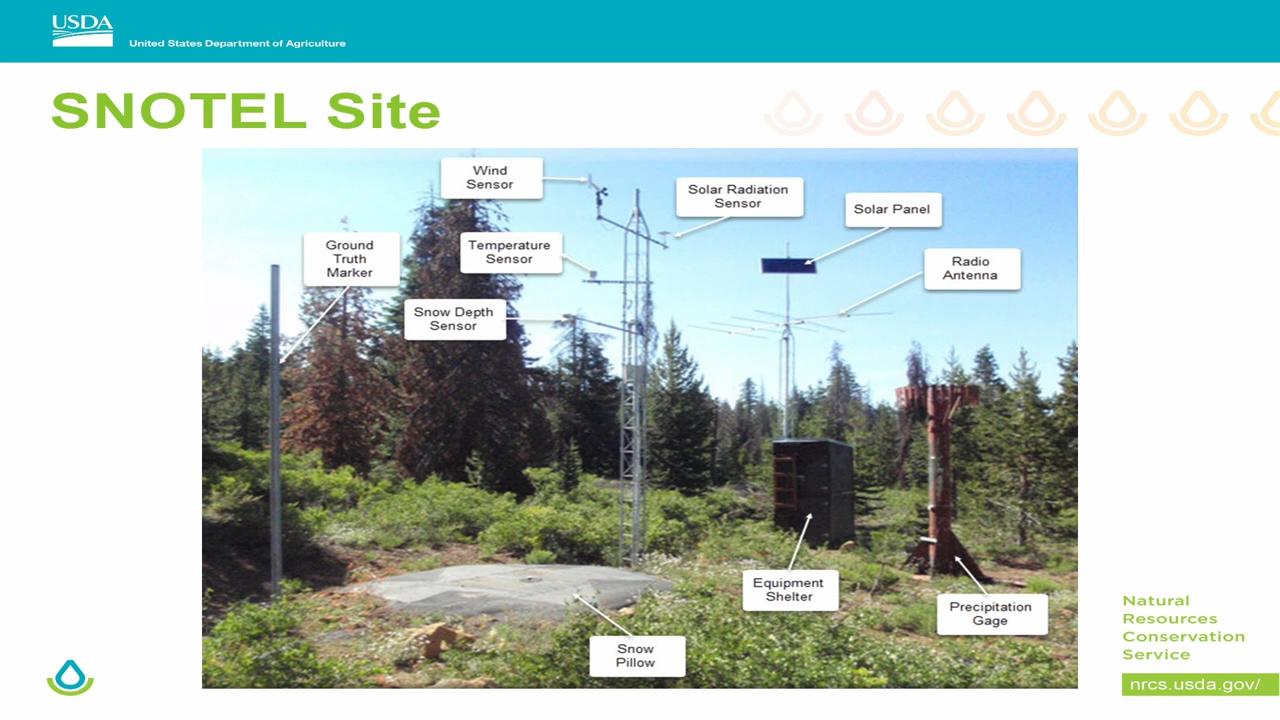 USDA
United States Department of Agriculture
SNOTEL Site
Wind
Sensor
Solar Radiation
Sensor
Solar Panel
Ground
Truth
Marker
Temperature
Sensor
Radio
Antenna
Snow Depth
Sensor
Equipment
Shelter
Precipitation
Gage
Snow
Pillow
Natural
Resources
Conservation
Service
nrcs.usda.gov/